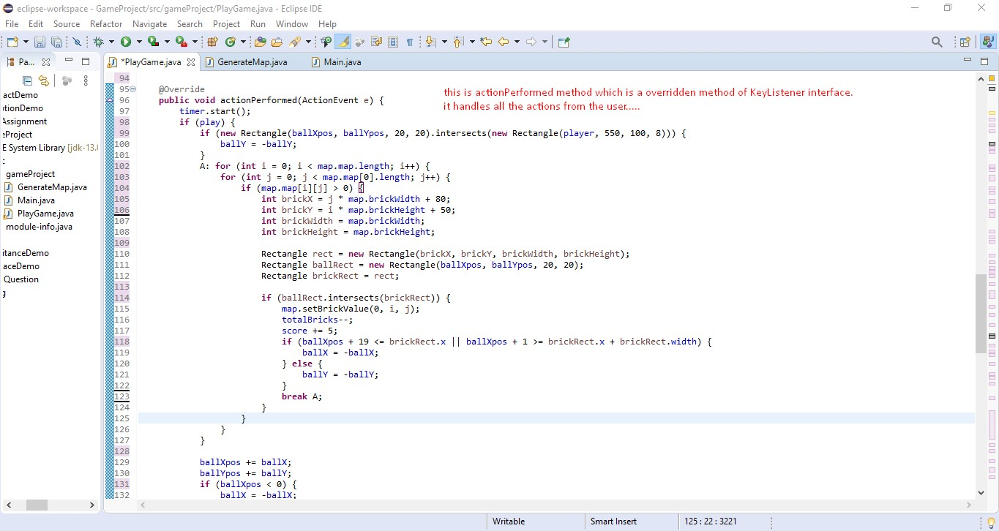 eclipse-workspace - GameProject/src/gameProject/PlayGame.java - Eclipse IDE
File Edit Source Refactor Navigate Search Project Run Window Help
Pa...
*PlayGame.java
GenerateMap.java
Main.java
actDemo
Assignment
E System Library [jdk-13.
gameProject
GenerateMap.java
Main.java
PlayGame.java
module-info.java
aceDemo
Question
94
95 @Override
96 public void actionPerformed(ActionEvent e) {
97 timer.start();
98 if (play) {
99 if (new Rectangle(ballXpos, ballYpos, 20, 20).intersects(new Rectangle(player, 550, 100, 8))) {
100 ballY = -ballY;
101 }
102 A: for (int i = 0; i < map.map.length; i++) {
103 for (int j = 0; j < map.map[0].length; j++) {
104 if (map.map[i][j] > 0) {
105 int brickX = j * map.brickWidth + 80;
106 int brickY = i * map.brickHeight + 50;
107 int brickWidth = map.brickWidth;
108 int brickHeight = map.brickHeight;
109
110 Rectangle rect = new Rectangle(brickX, brickY, brickWidth, brickHeight);
111 Rectangle ballRect = new Rectangle(ballXpos, ballYpos, 20, 20);
112 Rectangle brickRect = rect;
113
114 if (ballRect.intersects(brickRect)) {
115 map.setBrickValue(0, i, j);
116 totalBricks--;
117 score += 5;
118 if (ballXpos + 19 <= brickRect.x || ballXpos + 1 >= brickRect.x + brickRect.width) {
119 ballX = -ballX;
120 } else {
121 ballY = -ballY;
122 }
123 break A;
124 }
125 }
126 }
127 }
128
129 ballXpos += ballX;
130 ballYpos += ballY;
131 if (ballXpos < 0) {
132 ballX = -ballX;
this is actionPerformed method which is a overridden method of KeyListener interface.
it handles all the actions from the user.....
Writable
Smart Insert
125 : 22 : 3221